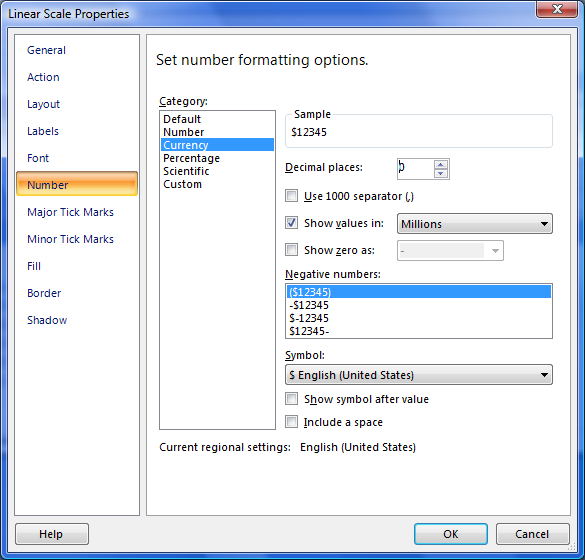 Linear Scale Properties
General
Action
Layout
Labels
Font
Number
Major Tick Marks
Minor Tick Marks
Fill
Border
Shadow
Set number formatting options.
Category:
Default
Number
Currency
Percentage
Scientific
Custom
Sample
$12345
Decimal places: 0
Use 1000 separator (,)
Show values in: Millions
Show zero as: -
Negative numbers:
($12345)
-$12345
$-12345
$12345-
Symbol:
$ English (United States)
Show symbol after value
Include a space
Current regional settings: English (United States)
Help OK Cancel